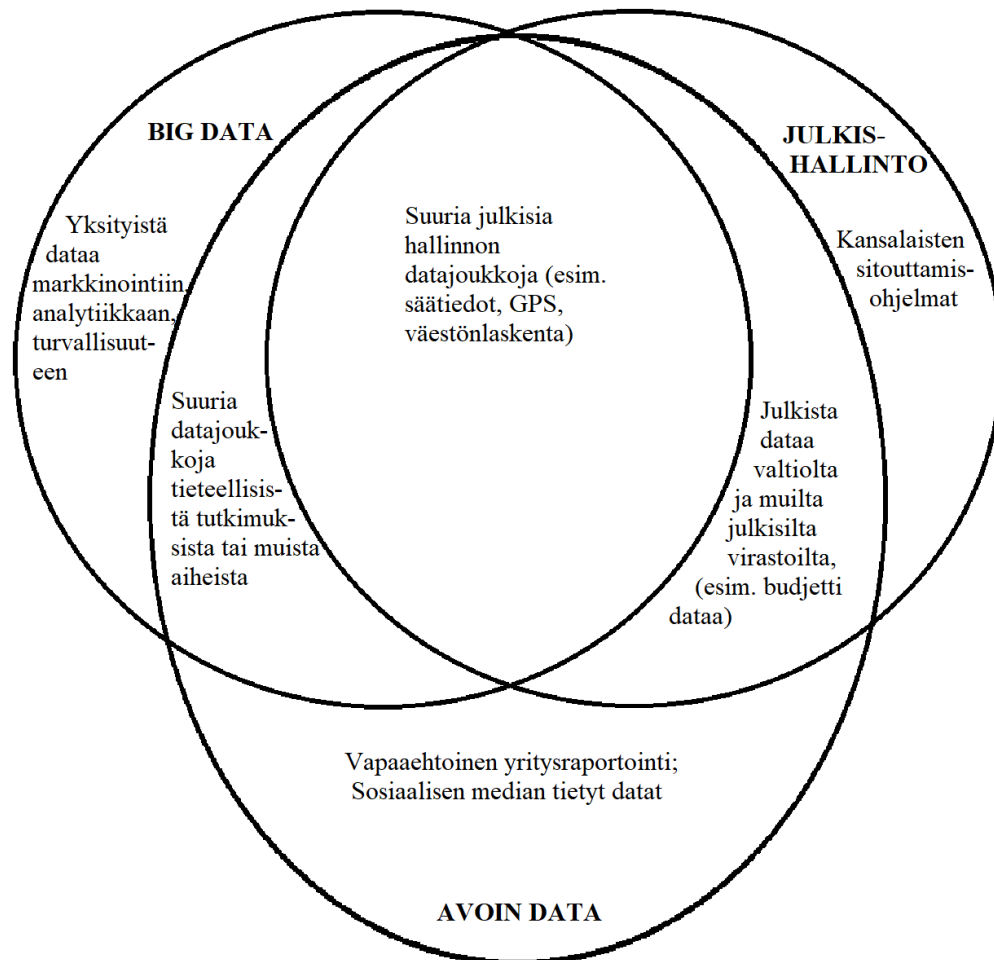 BIG DATA
Yksityistä
dataa
markkinointiin,
analytiikkaan,
turvallisuut-
teen
JULKIS-
HALLINTO
Kansalaisten
sitouttamis-
ohjelmat
Suuria julkisia
hallinnon
datajoukkoja (esim.
säätiedot, GPS,
väestönlaskenta)
Suuria
datajouk-
koja
tieteellisis-
tä tutkimuk-
sista tai muista
aiheista
Julkista
dataa
valtiolta
ja muilta
julkisilta
virastoilta,
(esim. budjetti
dataa)
Vapaaehtoinen yritysraportointi;
Sosiaalisen median tietyt datat
AVOIN DATA